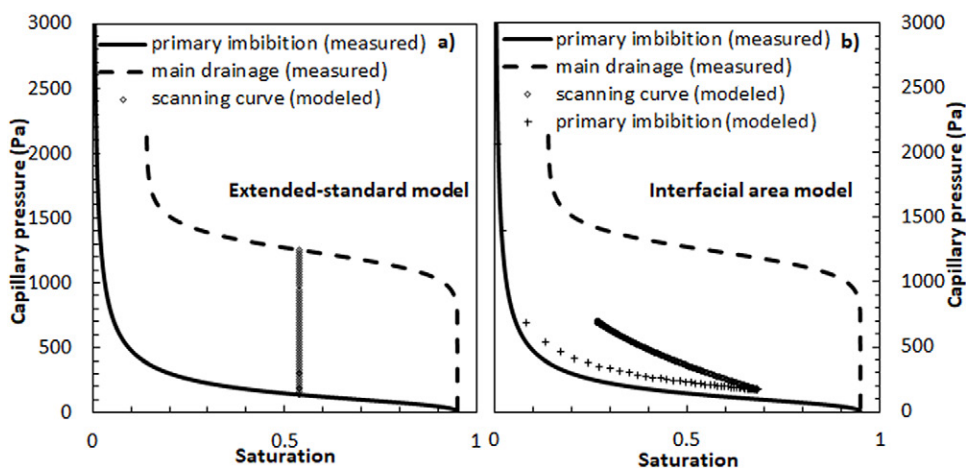 3000
2500
2000
1500
1000
500
0
Capillary pressure (Pa)
primary imbibition (measured) a)
main drainage (measured)
scanning curve (modeled)
Extended-standard model
0 0.5 1
Saturation
primary imbibition (measured) b)
main drainage (measured)
scanning curve (modeled)
primary imbibition (modeled)
Interfacial area model
0 0.5 1
Saturation
3000
2500
2000
1500
1000
500
0
Capillary pressure (Pa)